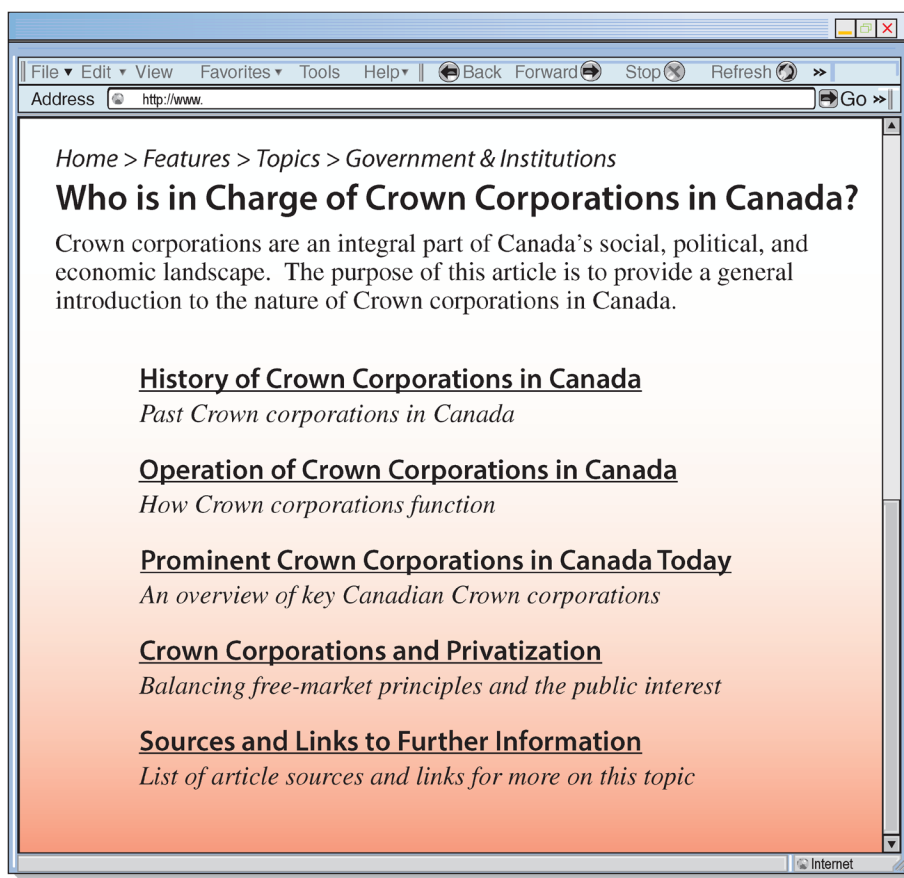 File Edit View Favorites Tools Help Back Forward Stop Refresh »
Address http://www. Go »
Home > Features > Topics > Government & Institutions
Who is in Charge of Crown Corporations in Canada?
Crown corporations are an integral part of Canada's social, political, and
economic landscape. The purpose of this article is to provide a general
introduction to the nature of Crown corporations in Canada.
History of Crown Corporations in Canada
Past Crown corporations in Canada
Operation of Crown Corporations in Canada
How Crown corporations function
Prominent Crown Corporations in Canada Today
An overview of key Canadian Crown corporations
Crown Corporations and Privatization
Balancing free-market principles and the public interest
Sources and Links to Further Information
List of article sources and links for more on this topic
Internet